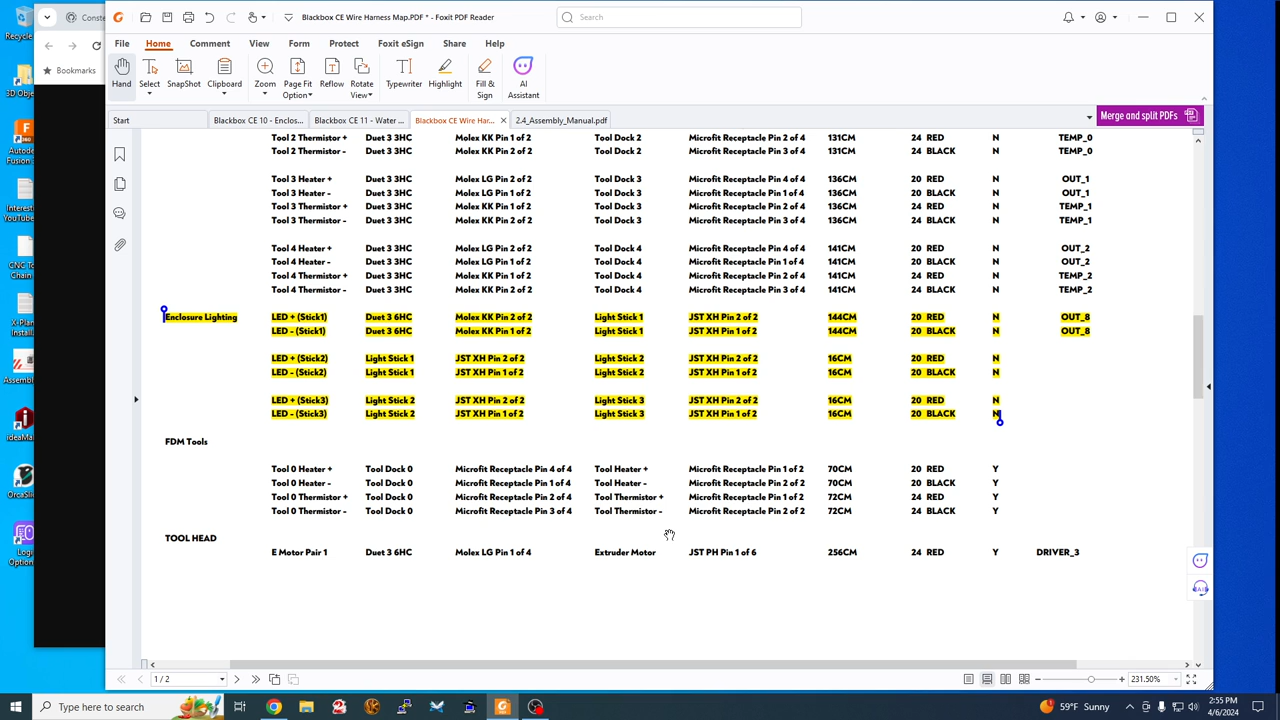 Blackbox CE Wire Harness Map.PDF * - Foxit PDF Reader
Search
File Home Comment View Form Protect Foxit eSign Share Help
Hand Select SnapShot Clipboard Zoom Page Fit Option Reflow Rotate View Typewriter Highlight Fill & Sign AI Assistant
Bookmarks
Start Blackbox CE 10 - Enclos... Blackbox CE 11 - Water ... Blackbox CE Wire Har... 2.4_Assembly_Manual.pdf Merge and split PDFs
Tool 2 Thermistor + Duet 3 3HC Molex KK Pin 1 of 2 Tool Dock 2 Microfit Receptacle Pin 2 of 4 131CM 24 RED N TEMP_0
Tool 2 Thermistor - Duet 3 3HC Molex KK Pin 2 of 2 Tool Dock 2 Microfit Receptacle Pin 3 of 4 131CM 24 BLACK N TEMP_0
Tool 3 Heater + Duet 3 3HC Molex LG Pin 2 of 2 Tool Dock 3 Microfit Receptacle Pin 4 of 4 136CM 20 RED N OUT_1
Tool 3 Heater - Duet 3 3HC Molex LG Pin 1 of 2 Tool Dock 3 Microfit Receptacle Pin 1 of 4 136CM 20 BLACK N OUT_1
Tool 3 Thermistor + Duet 3 3HC Molex KK Pin 1 of 2 Tool Dock 3 Microfit Receptacle Pin 2 of 4 136CM 24 RED N TEMP_1
Tool 3 Thermistor - Duet 3 3HC Molex KK Pin 2 of 2 Tool Dock 3 Microfit Receptacle Pin 3 of 4 136CM 24 BLACK N TEMP_1
Tool 4 Heater + Duet 3 3HC Molex LG Pin 2 of 2 Tool Dock 4 Microfit Receptacle Pin 4 of 4 141CM 20 RED N OUT_2
Tool 4 Heater - Duet 3 3HC Molex LG Pin 1 of 2 Tool Dock 4 Microfit Receptacle Pin 1 of 4 141CM 20 BLACK N OUT_2
Tool 4 Thermistor + Duet 3 3HC Molex KK Pin 1 of 2 Tool Dock 4 Microfit Receptacle Pin 2 of 4 141CM 24 RED N TEMP_2
Tool 4 Thermistor - Duet 3 3HC Molex KK Pin 2 of 2 Tool Dock 4 Microfit Receptacle Pin 3 of 4 141CM 24 BLACK N TEMP_2
Enclosure Lighting LED + (Stick1) Duet 3 6HC Molex KK Pin 2 of 2 Light Stick 1 JST XH Pin 2 of 2 144CM 20 RED N OUT_8
LED - (Stick1) Duet 3 6HC Molex KK Pin 1 of 2 Light Stick 1 JST XH Pin 1 of 2 144CM 20 BLACK N OUT_8
LED + (Stick2) Light Stick 1 JST XH Pin 2 of 2 Light Stick 2 JST XH Pin 2 of 2 16CM 20 RED N
LED - (Stick2) Light Stick 1 JST XH Pin 1 of 2 Light Stick 2 JST XH Pin 1 of 2 16CM 20 BLACK N
LED + (Stick3) Light Stick 2 JST XH Pin 2 of 2 Light Stick 3 JST XH Pin 2 of 2 16CM 20 RED N
LED - (Stick3) Light Stick 2 JST XH Pin 1 of 2 Light Stick 3 JST XH Pin 1 of 2 16CM 20 BLACK N
FDM Tools
Tool 0 Heater + Tool Dock 0 Microfit Receptacle Pin 4 of 4 Tool Heater + Microfit Receptacle Pin 1 of 2 70CM 20 RED Y
Tool 0 Heater - Tool Dock 0 Microfit Receptacle Pin 1 of 4 Tool Heater - Microfit Receptacle Pin 2 of 2 70CM 20 BLACK Y
Tool 0 Thermistor + Tool Dock 0 Microfit Receptacle Pin 2 of 4 Tool Thermistor + Microfit Receptacle Pin 1 of 2 72CM 24 RED Y
Tool 0 Thermistor - Tool Dock 0 Microfit Receptacle Pin 3 of 4 Tool Thermistor - Microfit Receptacle Pin 2 of 2 72CM 24 BLACK Y
TOOL HEAD
E Motor Pair 1 Duet 3 6HC Molex LG Pin 1 of 4 Extruder Motor JST PH Pin 1 of 6 256CM 24 RED Y DRIVER_3
1 / 2 231.50%
Type here to search 59°F Sunny 2:55 PM
4/6/2024